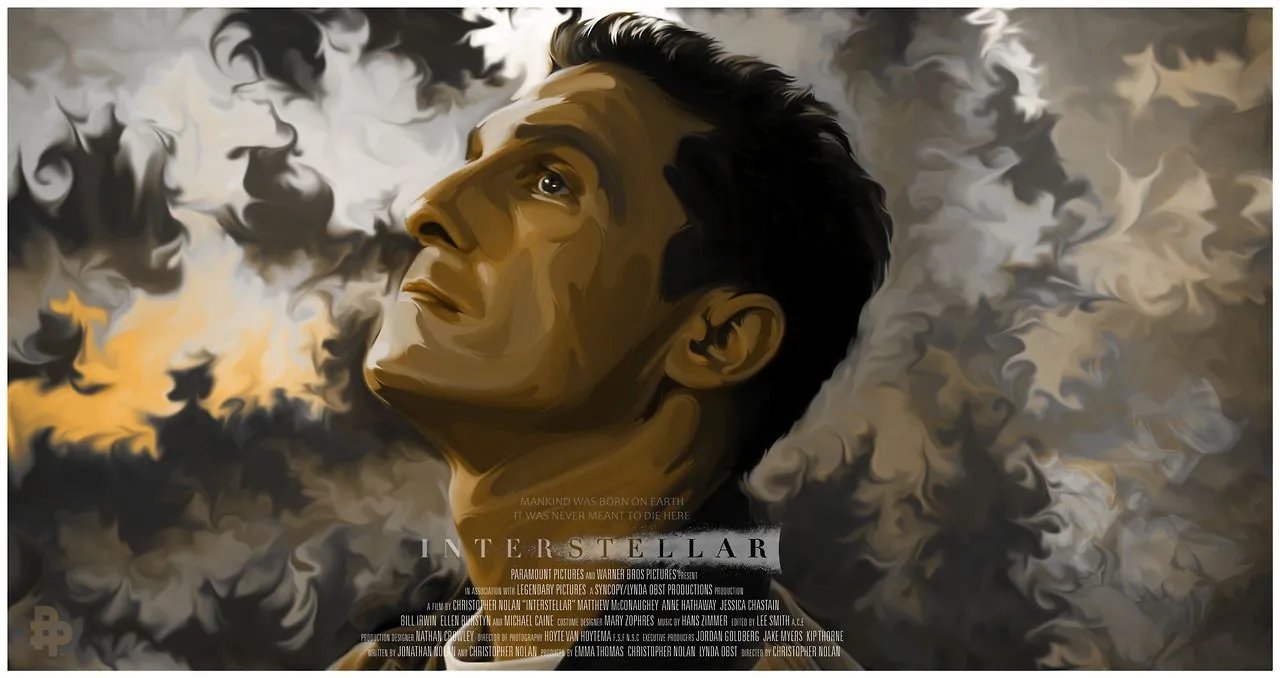 MANKIND WAS BORN ON EARTH
IT WAS NEVER MEANT TO DIE HERE
INTERSTELLAR
PARAMOUNT PICTURES AND WARNER BROS PICTURES PRESENT
IN ASSOCIATION WITH LEGENDARY PICTURES A SYNCOPY/LYNDA OBST PRODUCTIONS PRODUCTION
A FILM BY CHRISTOPHER NOLAN "INTERSTELLAR" MATTHEW McCONAUGHEY ANNE HATHAWAY JESSICA CHASTAIN
BILL IRWIN ELLEN BURSTYN AND MICHAEL CAINE COSTUME DESIGNER MARY ZOPHRES MUSIC BY HANS ZIMMER EDITED BY LEE SMITH A.C.E
PRODUCTION DESIGNER NATHAN CROWLEY DIRECTOR OF PHOTOGRAPHY HOYTE VAN HOYTEMA F.S.F N.S.C EXECUTIVE PRODUCERS JORDAN GOLDBERG JAKE MYERS KIP THORNE
WRITTEN BY JONATHAN NOLAN AND CHRISTOPHER NOLAN PRODUCED BY EMMA THOMAS CHRISTOPHER NOLAN LYNDA OBST DIRECTED BY CHRISTOPHER NOLAN